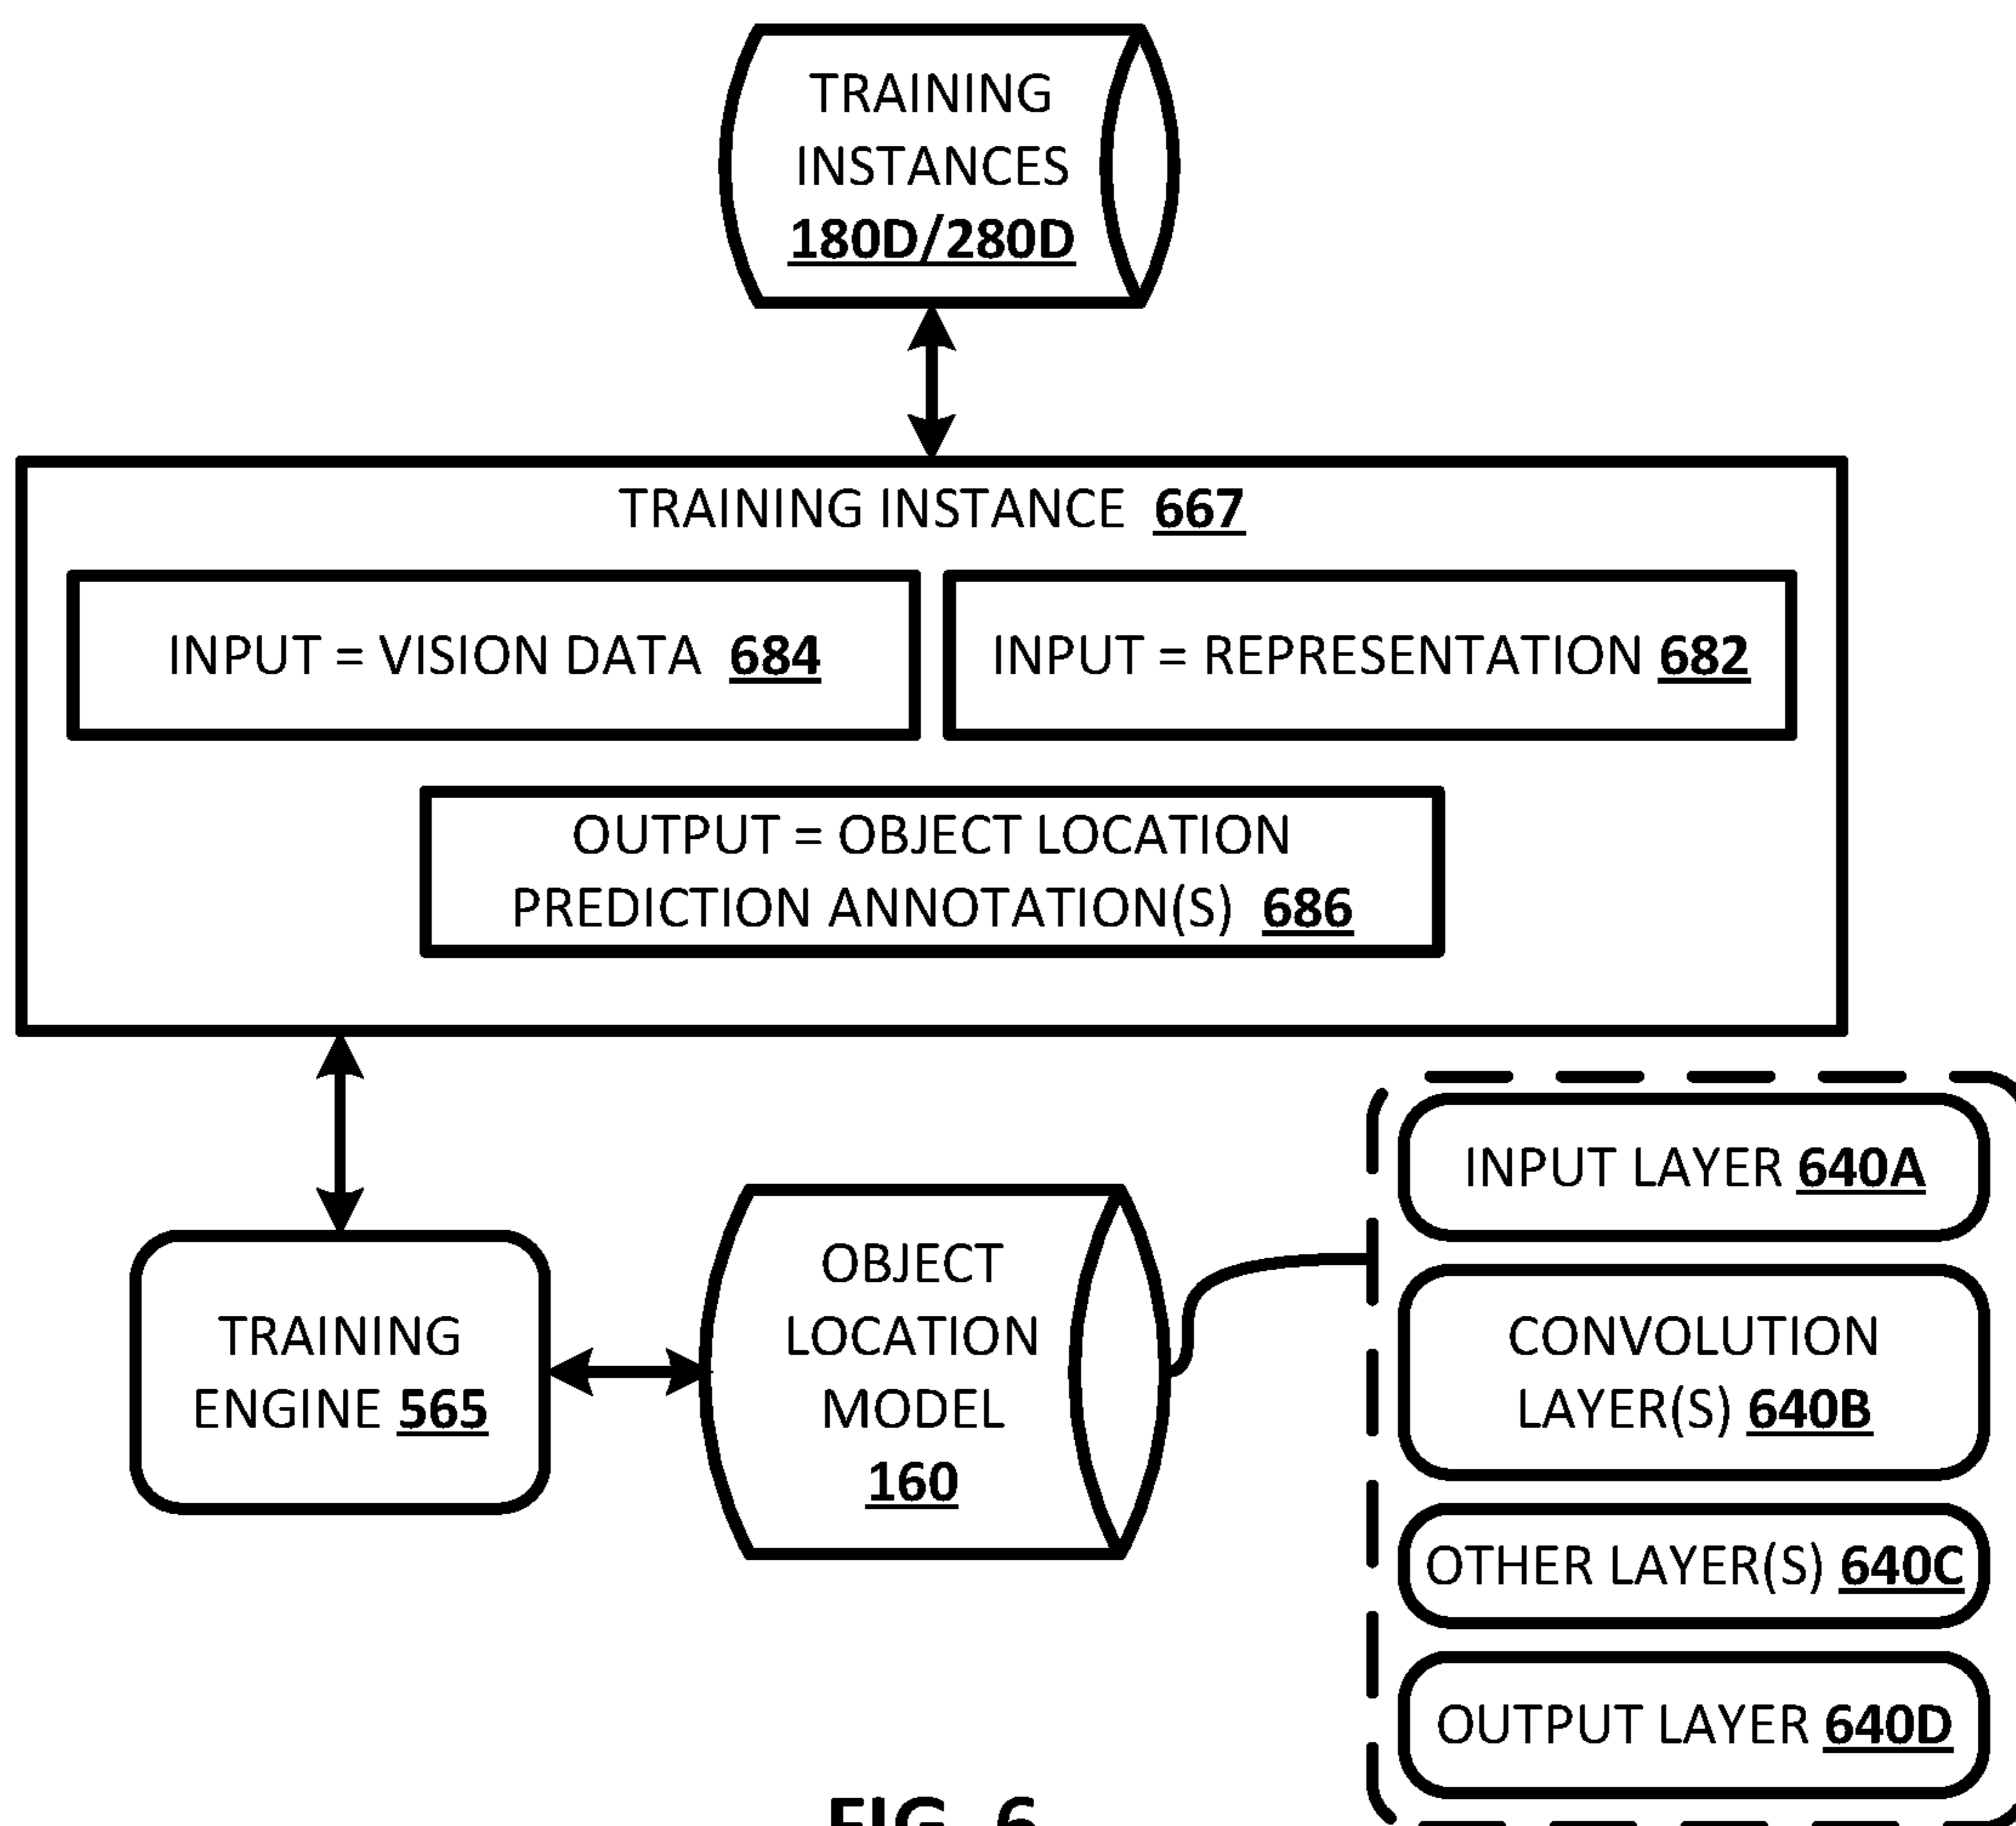 TRAINING
INSTANCES
180D/280D
TRAINING INSTANCE 667
INPUT = VISION DATA 684
INPUT = REPRESENTATION 682
OUTPUT = OBJECT LOCATION
PREDICTION ANNOTATION(S) 686
TRAINING
ENGINE 565
OBJECT
LOCATION
MODEL
160
INPUT LAYER 640A
CONVOLUTION
LAYER(S) 640B
OTHER LAYER(S) 640C
OUTPUT LAYER 640D
FIG. 6